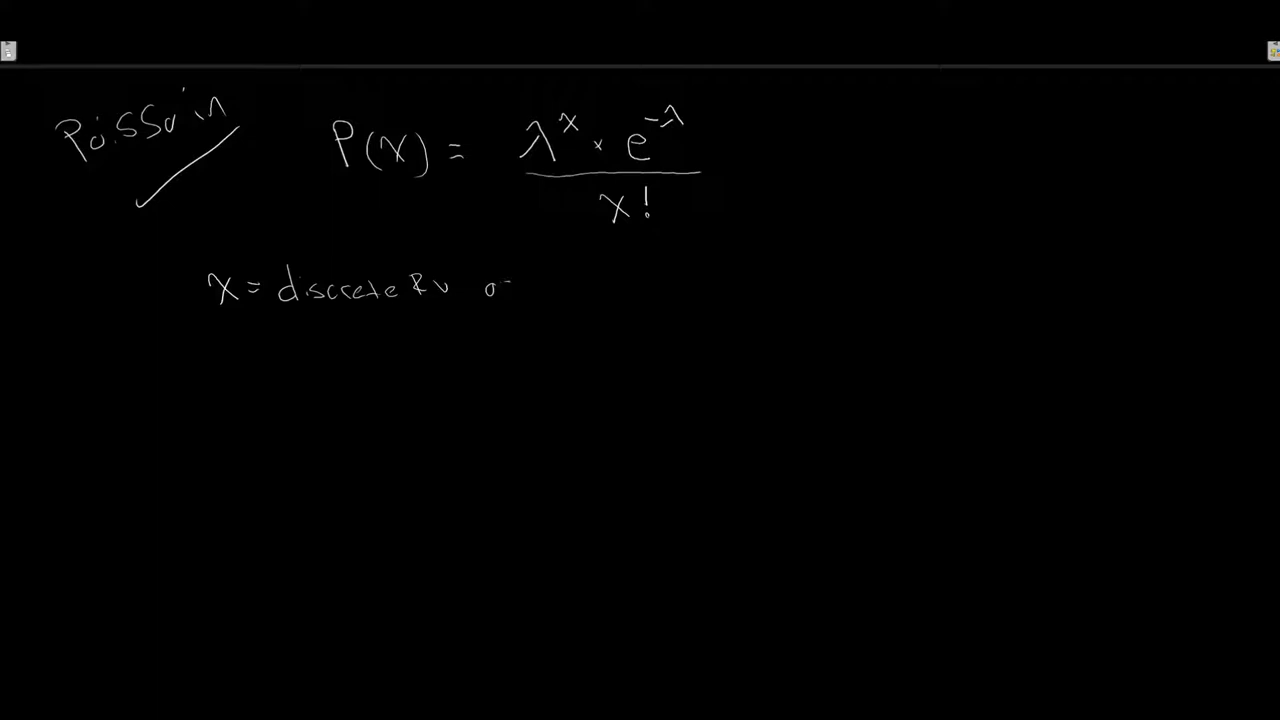 Poisson
P(x) = λ^x · e^-λ / x!
x = discrete RV